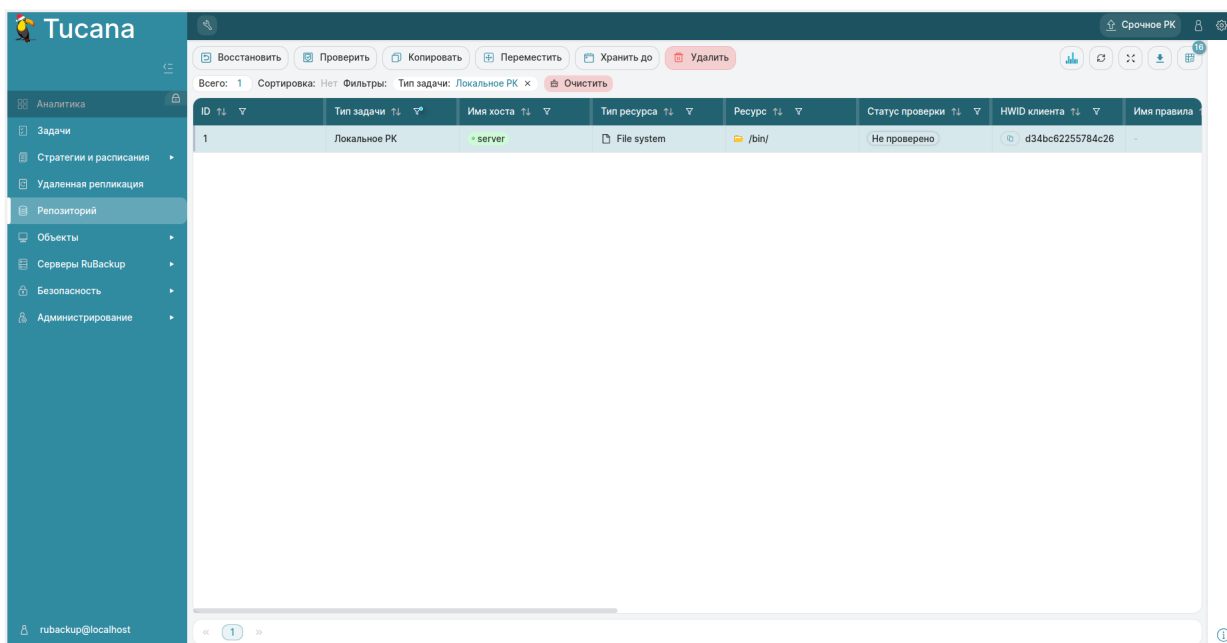 Tucana
Срочное РК
Восстановить Проверить Копировать Переместить Хранить до Удалить
16
Всего: 1 Сортировка: Нет Фильтры: Тип задачи: Локальное РК × Очистить
Аналитика
Задачи
Стратегии и расписания
Удаленная репликация
Репозиторий
Объекты
Серверы RuBackup
Безопасность
Администрирование
ID Тип задачи Имя хоста Тип ресурса Ресурс Статус проверки HWID клиента Имя правила
1 Локальное РК server File system /bin/ Не проверено d34bc62255784c26 -
rubackup@localhost
« 1 »